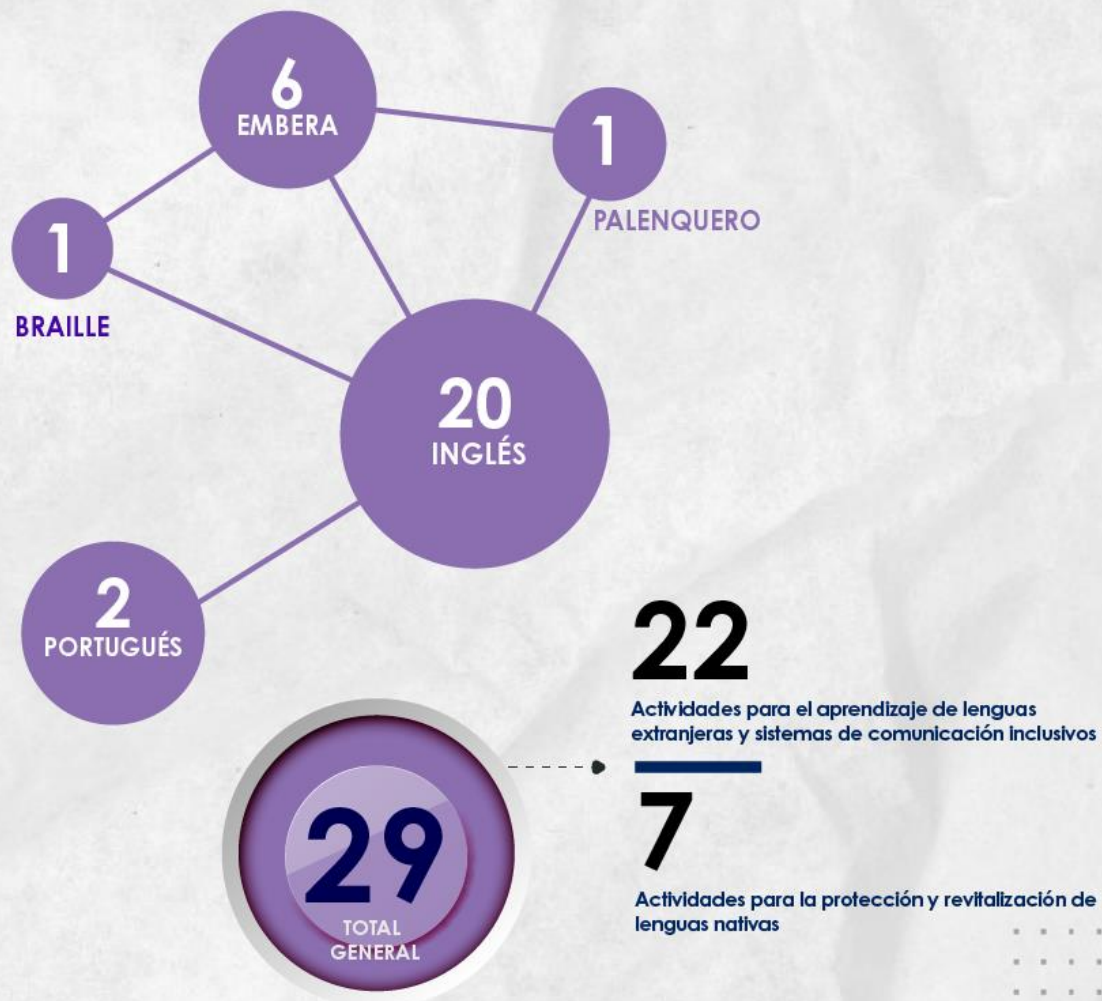 6
EMBERA
1
PALENQUERO
1
BRAILLE
20
INGLÉS
2
PORTUGUÉS
22
Actividades para el aprendizaje de lenguas
extranjeras y sistemas de comunicación inclusivos
29
TOTAL
GENERAL
7
Actividades para la protección y revitalización de
lenguas nativas